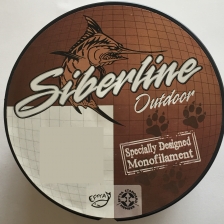 Siberline
Outdoor
Specially Designed
Monofilament